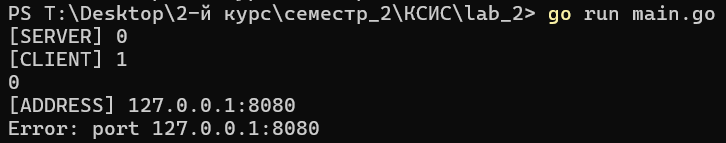 PS T:\Desktop\2-й курс\семестр_2\КСИС\lab_2> go run main.go
[SERVER] 0
[CLIENT] 1
0
[ADDRESS] 127.0.0.1:8080
Error: port 127.0.0.1:8080